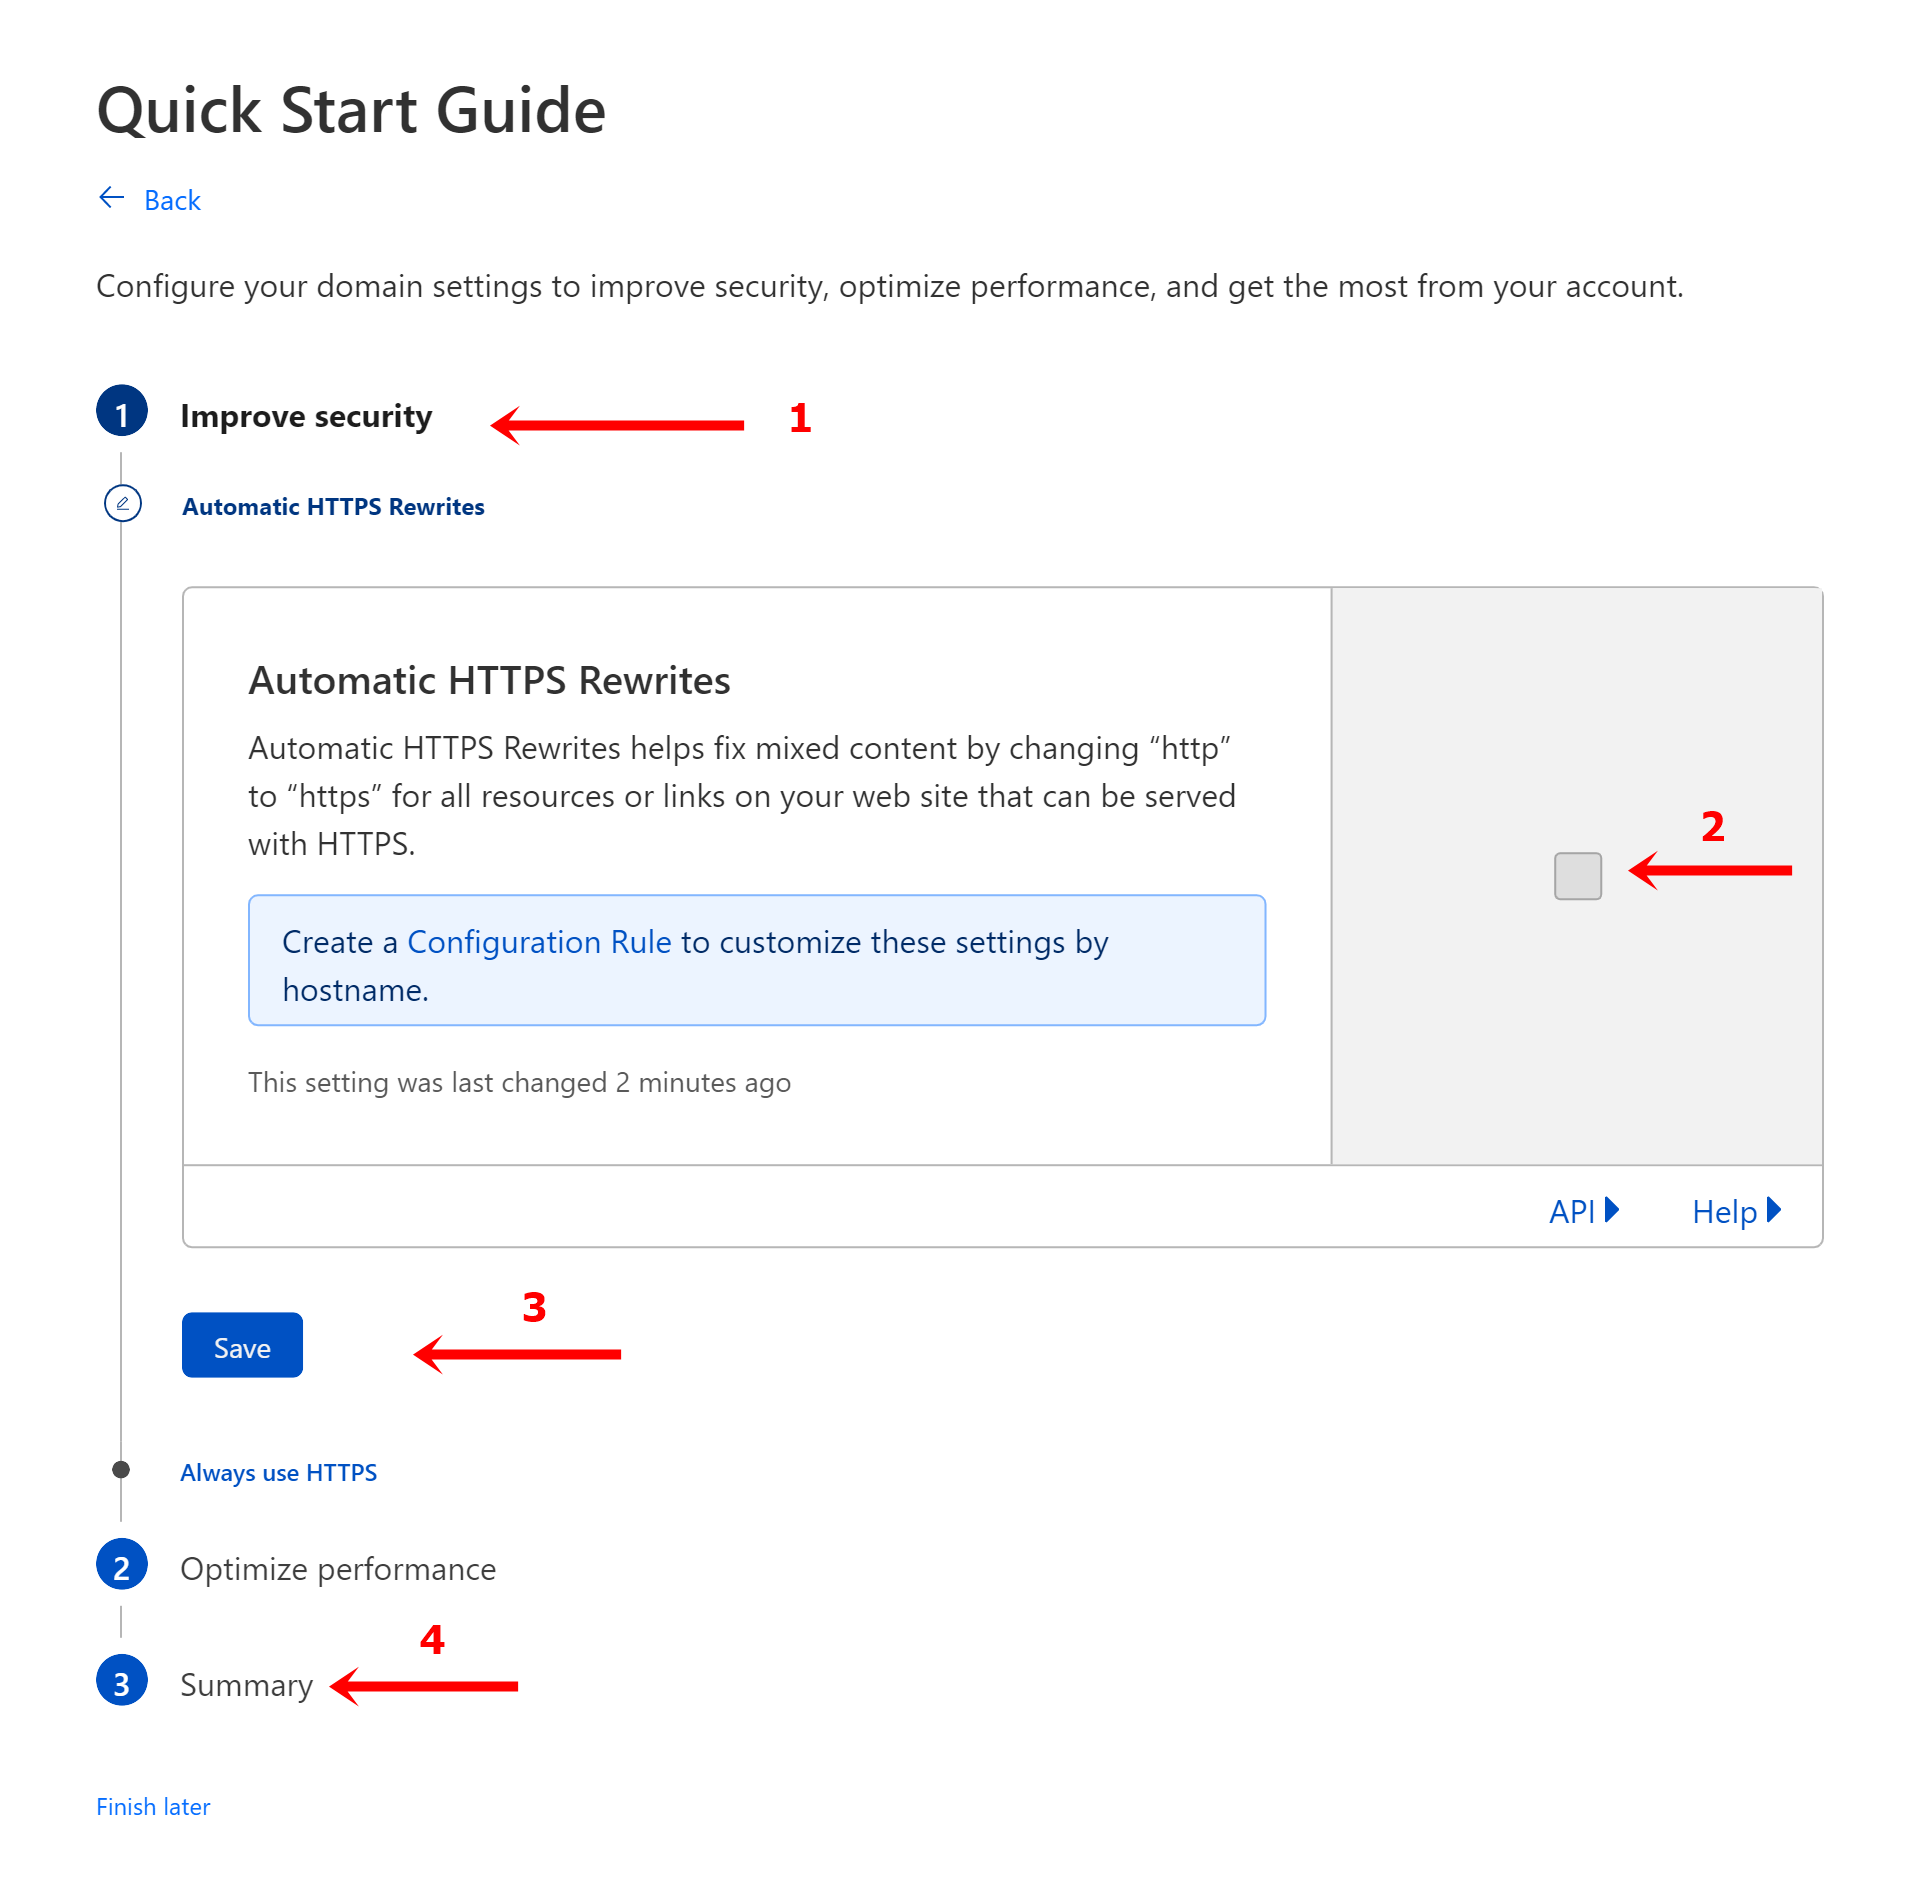 Quick Start Guide
Back
Configure your domain settings to improve security, optimize performance, and get the most from your account.
1 Improve security 1
Automatic HTTPS Rewrites
Automatic HTTPS Rewrites
Automatic HTTPS Rewrites helps fix mixed content by changing “http”
to “https” for all resources or links on your web site that can be served
with HTTPS.
2
Create a Configuration Rule to customize these settings by
hostname.
This setting was last changed 2 minutes ago
API Help
3
Save
Always use HTTPS
2 Optimize performance
4
3 Summary
Finish later